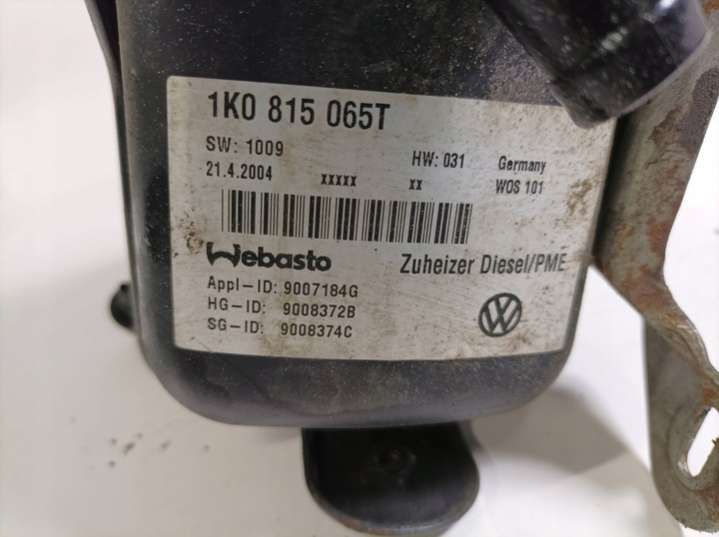 1K0 815 065T
SW: 1009 HW: 031 Germany
21.4.2004 xxxxx xx WOS 101
Webasto Zuheizer Diesel/PME
Appl-ID: 9007184G
HG-ID: 9008372B
SG-ID: 9008374C